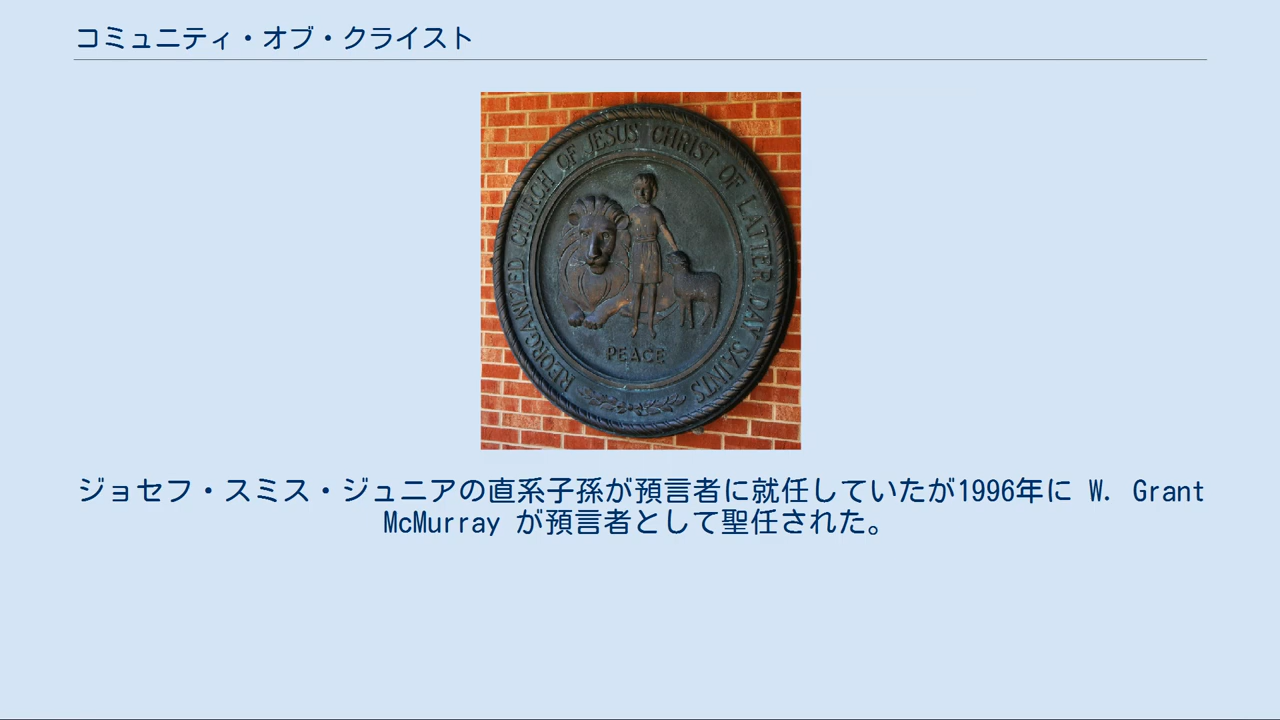 コミュニティ・オブ・クライスト
REORGANIZED CHURCH OF JESUS CHRIST OF LATTER DAY SAINTS
PEACE
ジョセフ・スミス・ジュニアの直系子孫が預言者に就任していたが1996年に W. Grant
McMurray が預言者として聖任された。